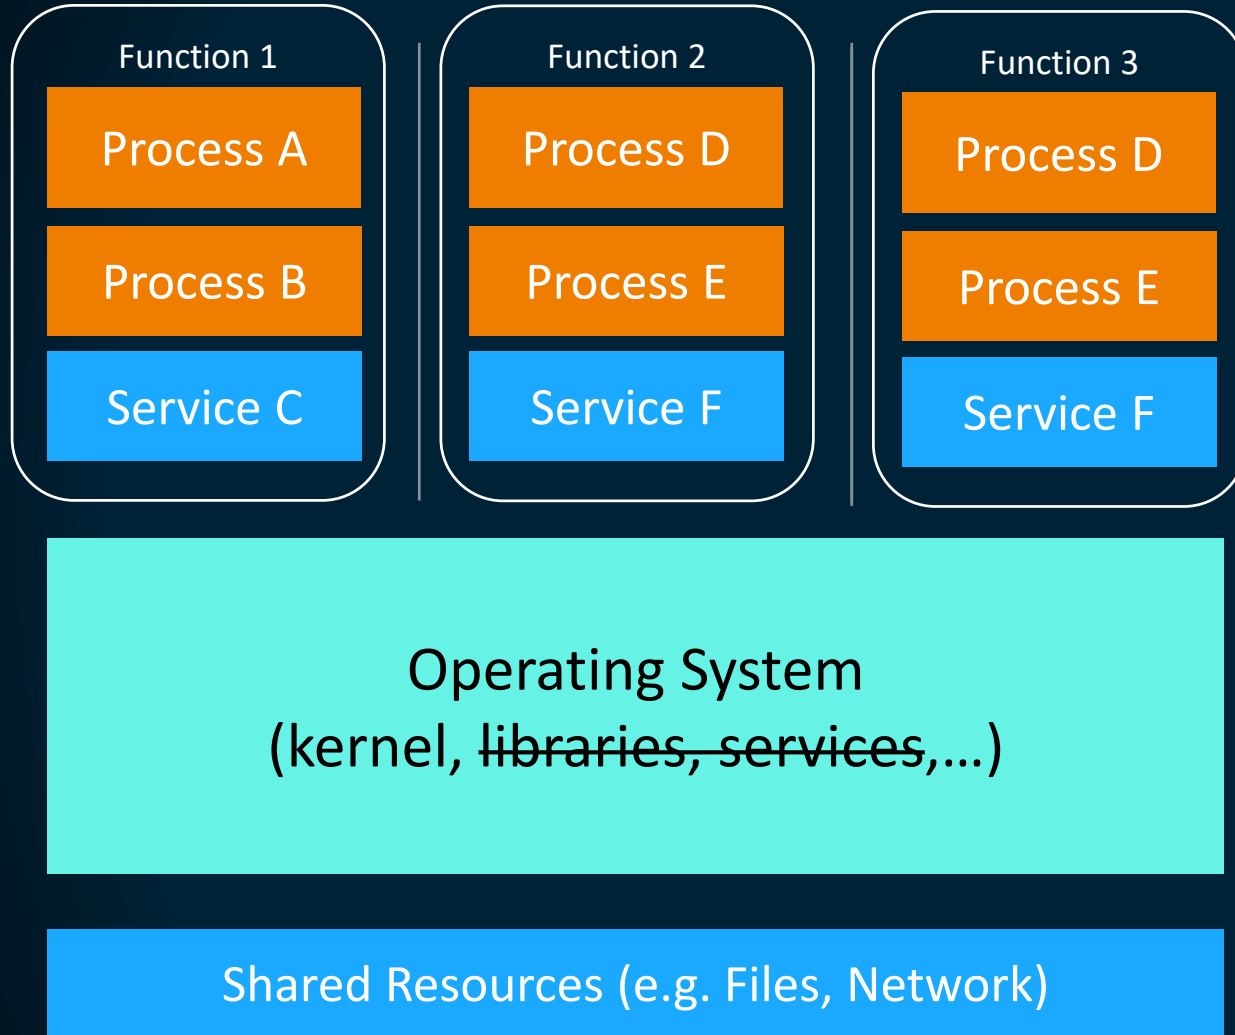 Function 1
Process A
Process B
Service C
Function 2
Process D
Process E
Service F
Function 3
Process D
Process E
Service F
Operating System
(kernel, libraries, services,...)
Shared Resources (e.g. Files, Network)